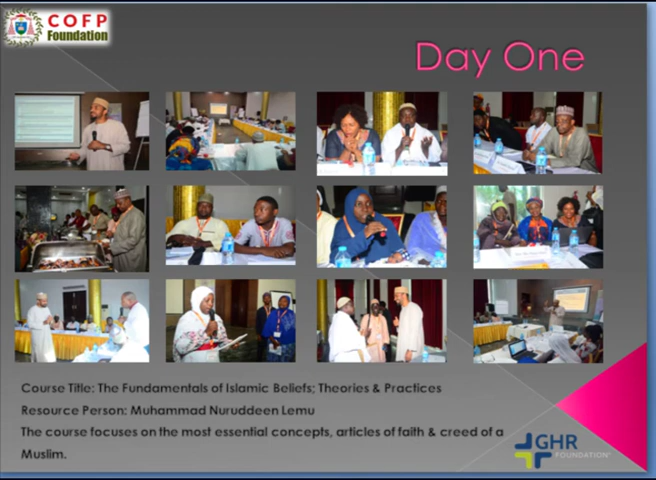 COFP
Foundation
Day One
Course Title: The Fundamentals of Islamic Beliefs; Theories & Practices
Resource Person: Muhammad Nuruddeen Lemu
The course focuses on the most essential concepts, articles of faith & creed of a
Muslim.
GHR
FOUNDATION